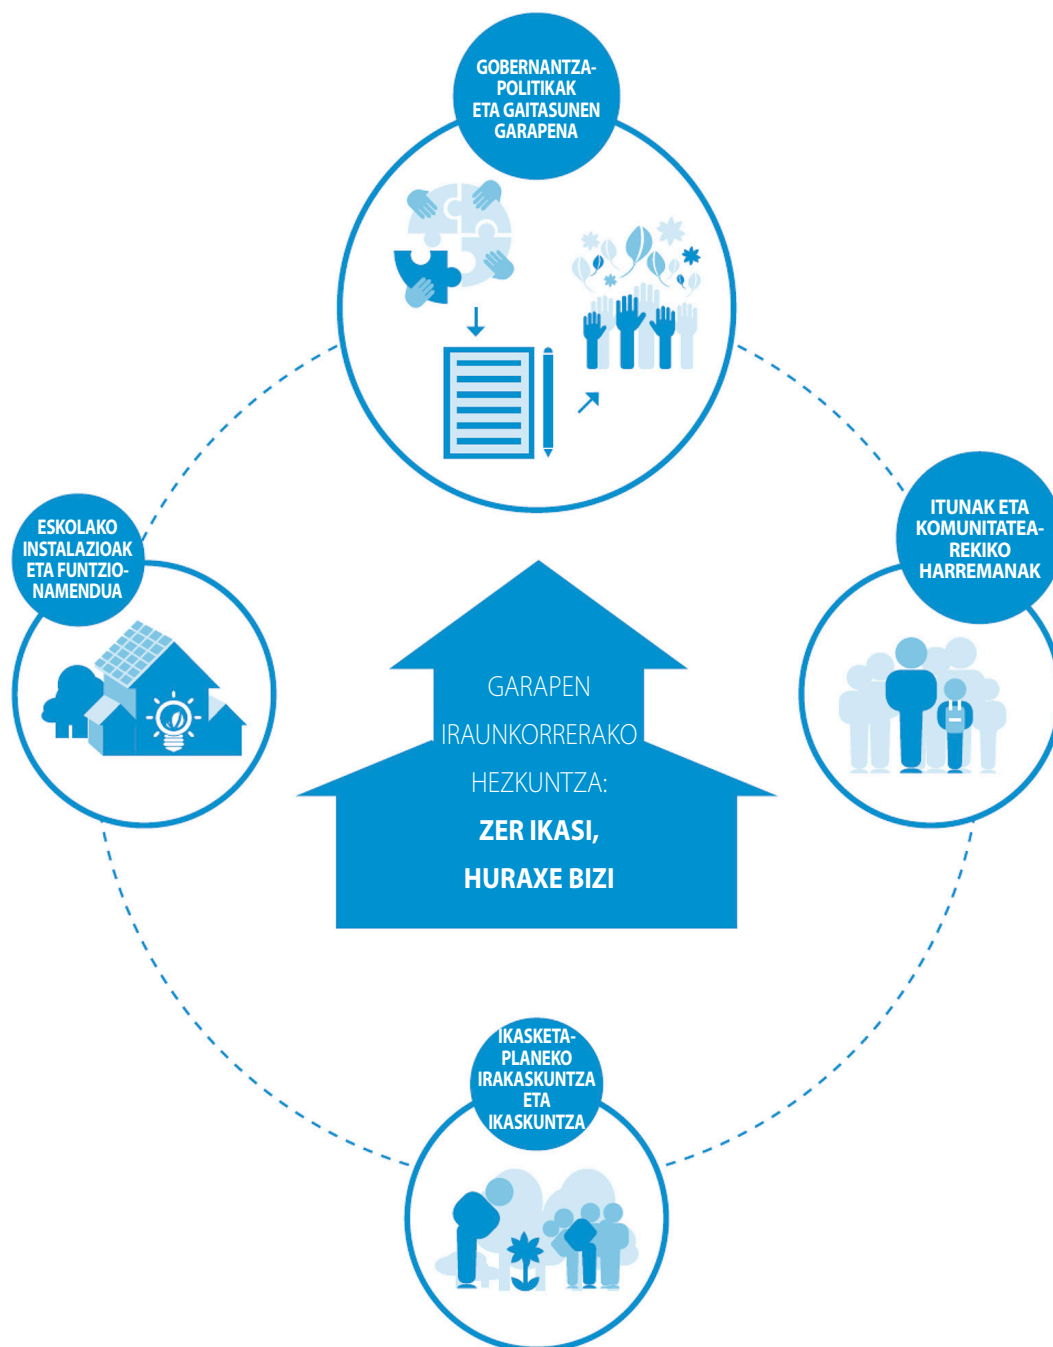 GOBERNANTZA-
POLITIKAK
ETA GAITASUNEN
GARAPENA
ESKOLAKO
INSTALAZIOAK
ETA FUNTZIO-
NAMENDUA
ITUNAK ETA
KOMUNITATEA-
REKIKO
HARREMANAK
GARAPEN
IRAUNKORRERAKO
HEZKUNTZA:
ZER IKASI,
HURAXE BIZI
IKASKETA-
PLANEKO
IRAKASKUNTZA
ETA
IKASKUNTZA